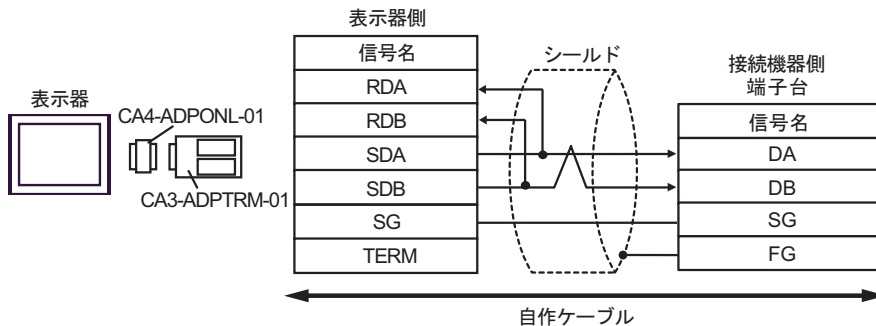 表示器
CA4-ADPONL-01
CA3-ADPTRM-01
表示器側
信号名
RDA
RDB
SDA
SDB
SG
TERM
シールド
接続機器側
端子台
信号名
DA
DB
SG
FG
自作ケーブル